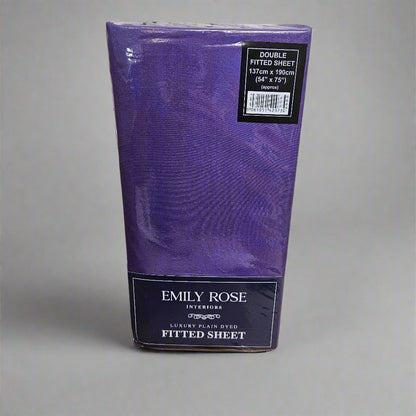 DOUBLE
FITTED SHEET
137cm x 190cm
(54" x 75")
(approx)
EMILY ROSE
INTERIORS
LUXURY PLAIN DYED
FITTED SHEET